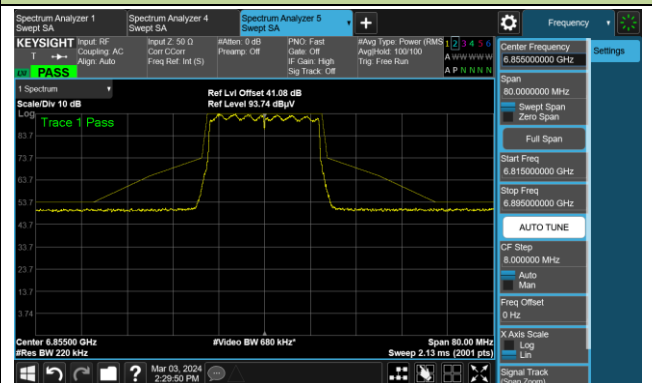 Spectrum Analyzer 1
Swept SA
Spectrum Analyzer 4
Swept SA
Spectrum Analyzer 5
Swept SA
Frequency
KEYSIGHT
T
PASS
Input: RF
Coupling: AC
Align: Auto
Input Z: 50 Ω
Corr CCorr
Freq Ref: Int (S)
#Atten: 0 dB
Preamp: Off
PNO: Fast
Gate: Off
IF Gain: High
Sig Track: Off
#Avg Type: Power (RMS
Avg|Hold: 100/100
Trig: Free Run
1 2 3 4 5 6
A W W W W W
A P N N N N
1 Spectrum
Scale/Div 10 dB
Ref Lvl Offset 41.08 dB
Ref Level 93.74 dBµV
Log
Trace 1 Pass
83.7
73.7
63.7
53.7
43.7
33.7
23.7
13.7
3.74
Center 6.85500 GHz
#Res BW 220 kHz
#Video BW 680 kHz*
Span 80.00 MHz
Sweep 2.13 ms (2001 pts)
Center Frequency
6.855000000 GHz
Settings
Span
80.0000000 MHz
Swept Span
Zero Span
Full Span
Start Freq
6.815000000 GHz
Stop Freq
6.895000000 GHz
AUTO TUNE
CF Step
8.000000 MHz
Auto
Man
Freq Offset
0 Hz
X Axis Scale
Log
Lin
Signal Track
(Span Zoom)
?
Mar 03, 2024
2:29:50 PM